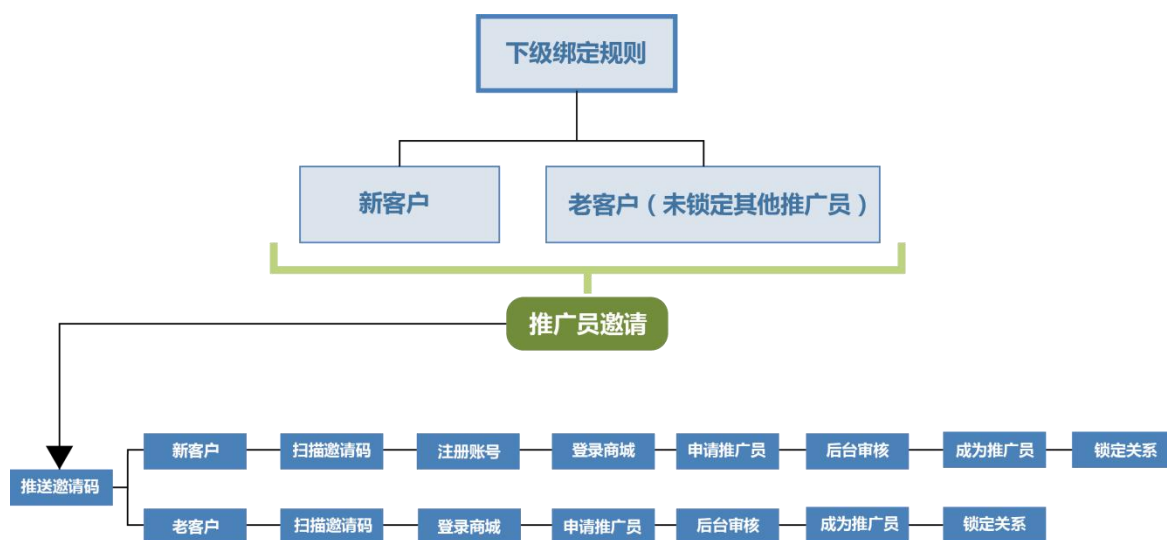 下级绑定规则
新客户
老客户（未锁定其他推广员）
推广员邀请
推送邀请码
新客户
扫描邀请码
注册账号
登录商城
申请推广员
后台审核
成为推广员
锁定关系
老客户
扫描邀请码
登录商城
申请推广员
后台审核
成为推广员
锁定关系